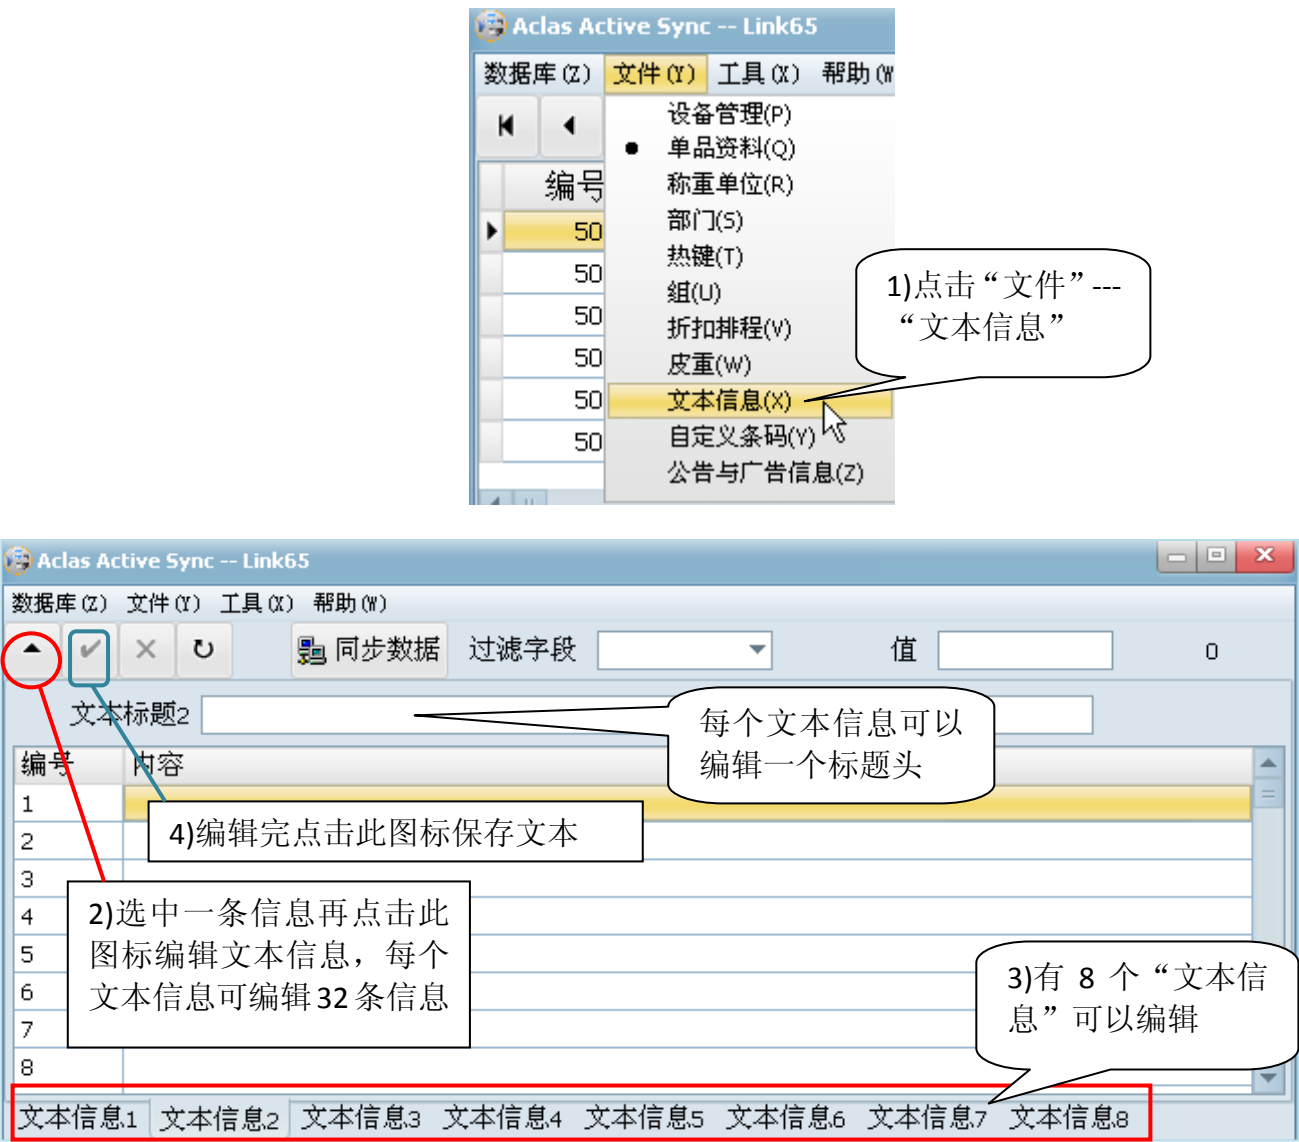 Aclas Active Sync -- Link65
数据库(Z) 文件(Y) 工具(X) 帮助(W
设备管理(P)
单品资料(Q)
称重单位(R)
部门(S)
热键(T)
组(U)
折扣排程(V)
皮重(W)
文本信息(X)
自定义条码(Y)
公告与广告信息(Z)
编号
50
50
50
50
50
50
1)点击“文件”---
“文本信息”
Aclas Active Sync -- Link65
数据库(Z) 文件(Y) 工具(X) 帮助(W)
同步数据 过滤字段 值 0
文本标题2
每个文本信息可以
编辑一个标题头
编号 内容
1
2
3
4
5
6
7
8
4)编辑完点击此图标保存文本
2)选中一条信息再点击此
图标编辑文本信息，每个
文本信息可编辑32条信息
3)有 8 个“文本信
息”可以编辑
文本信息1 文本信息2 文本信息3 文本信息4 文本信息5 文本信息6 文本信息7 文本信息8